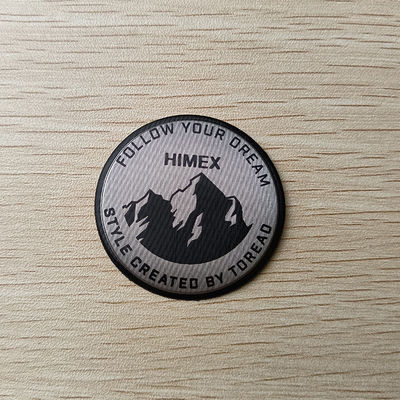 FOLLOW YOUR DREAM
HIMEX
STYLE CREATED BY TOREAD